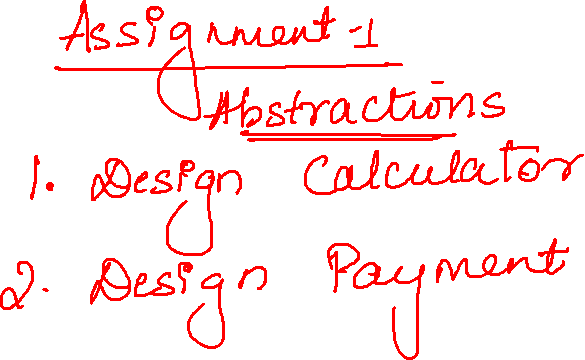 Assignment-1
Abstractions
1. Design Calculator
2. Design Payment